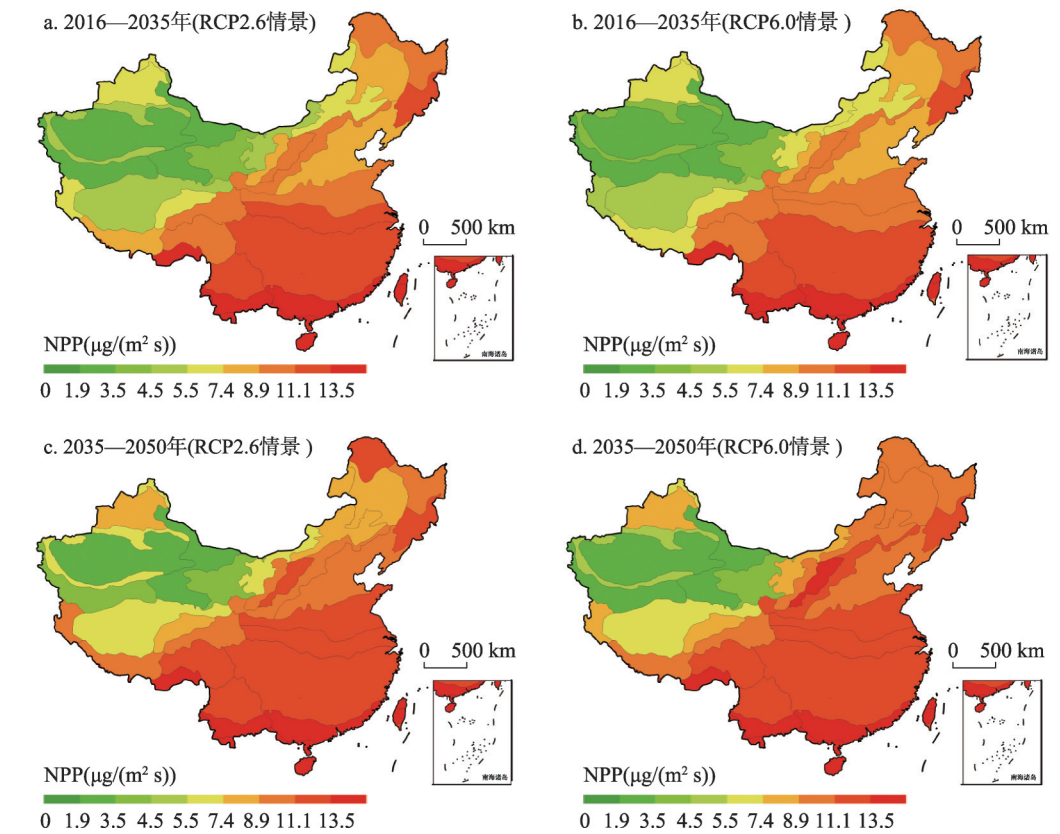 a. 2016—2035年(RCP2.6情景)
b. 2016—2035年(RCP6.0情景 )
0 500 km
0 500 km
南海诸岛
南海诸岛
NPP(μg/(m² s))
NPP(μg/(m² s))
0 1.9 3.5 4.5 5.5 7.4 8.9 11.1 13.5
0 1.9 3.5 4.5 5.5 7.4 8.9 11.1 13.5
c. 2035—2050年(RCP2.6情景 )
d. 2035—2050年(RCP6.0情景 )
0 500 km
0 500 km
南海诸岛
南海诸岛
NPP(μg/(m² s))
NPP(μg/(m² s))
0 1.9 3.5 4.5 5.5 7.4 8.9 11.1 13.5
0 1.9 3.5 4.5 5.5 7.4 8.9 11.1 13.5